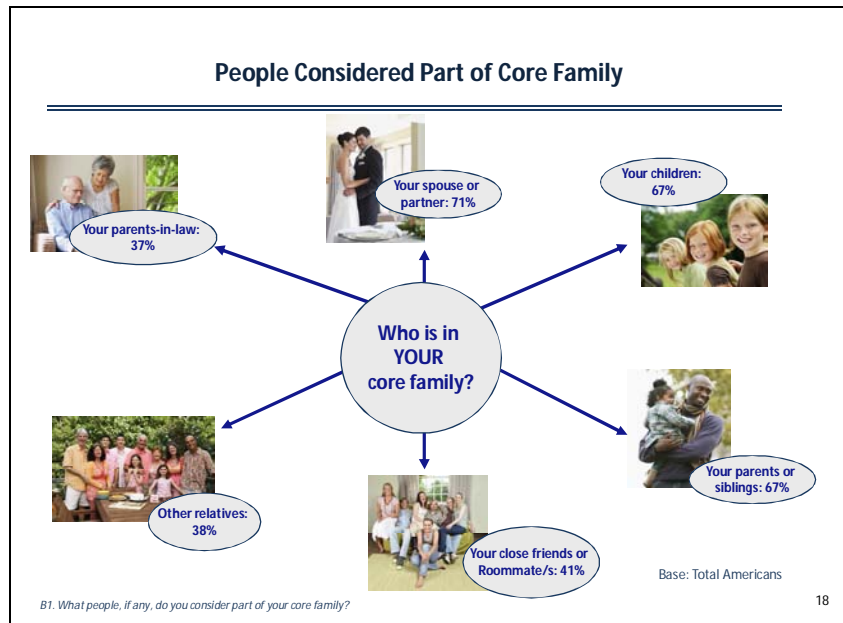 People Considered Part of Core Family
Your spouse or
partner: 71%
Your children:
67%
Your parents-in-law:
37%
Who is in
YOUR
core family?
Your parents or
siblings: 67%
Other relatives:
38%
Your close friends or
Roommate/s: 41%
Base: Total Americans
B1. What people, if any, do you consider part of your core family?
18